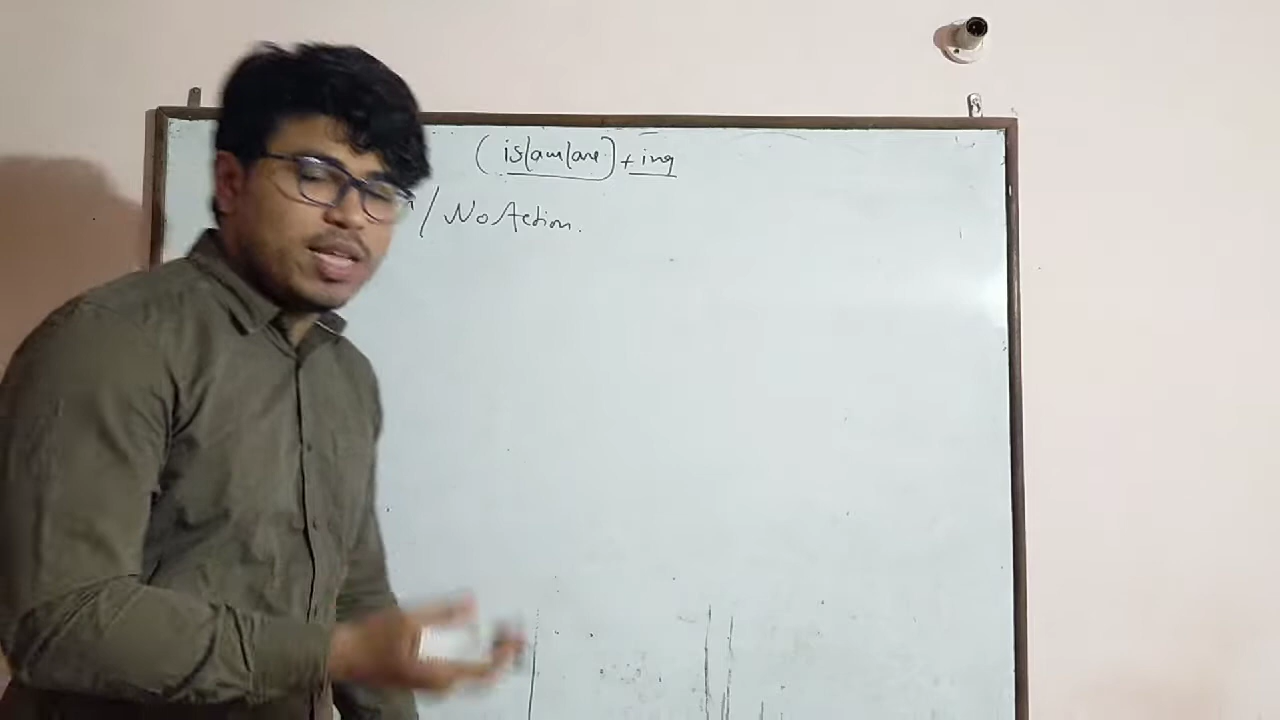 (is/am/are) + ing
/ No Action.